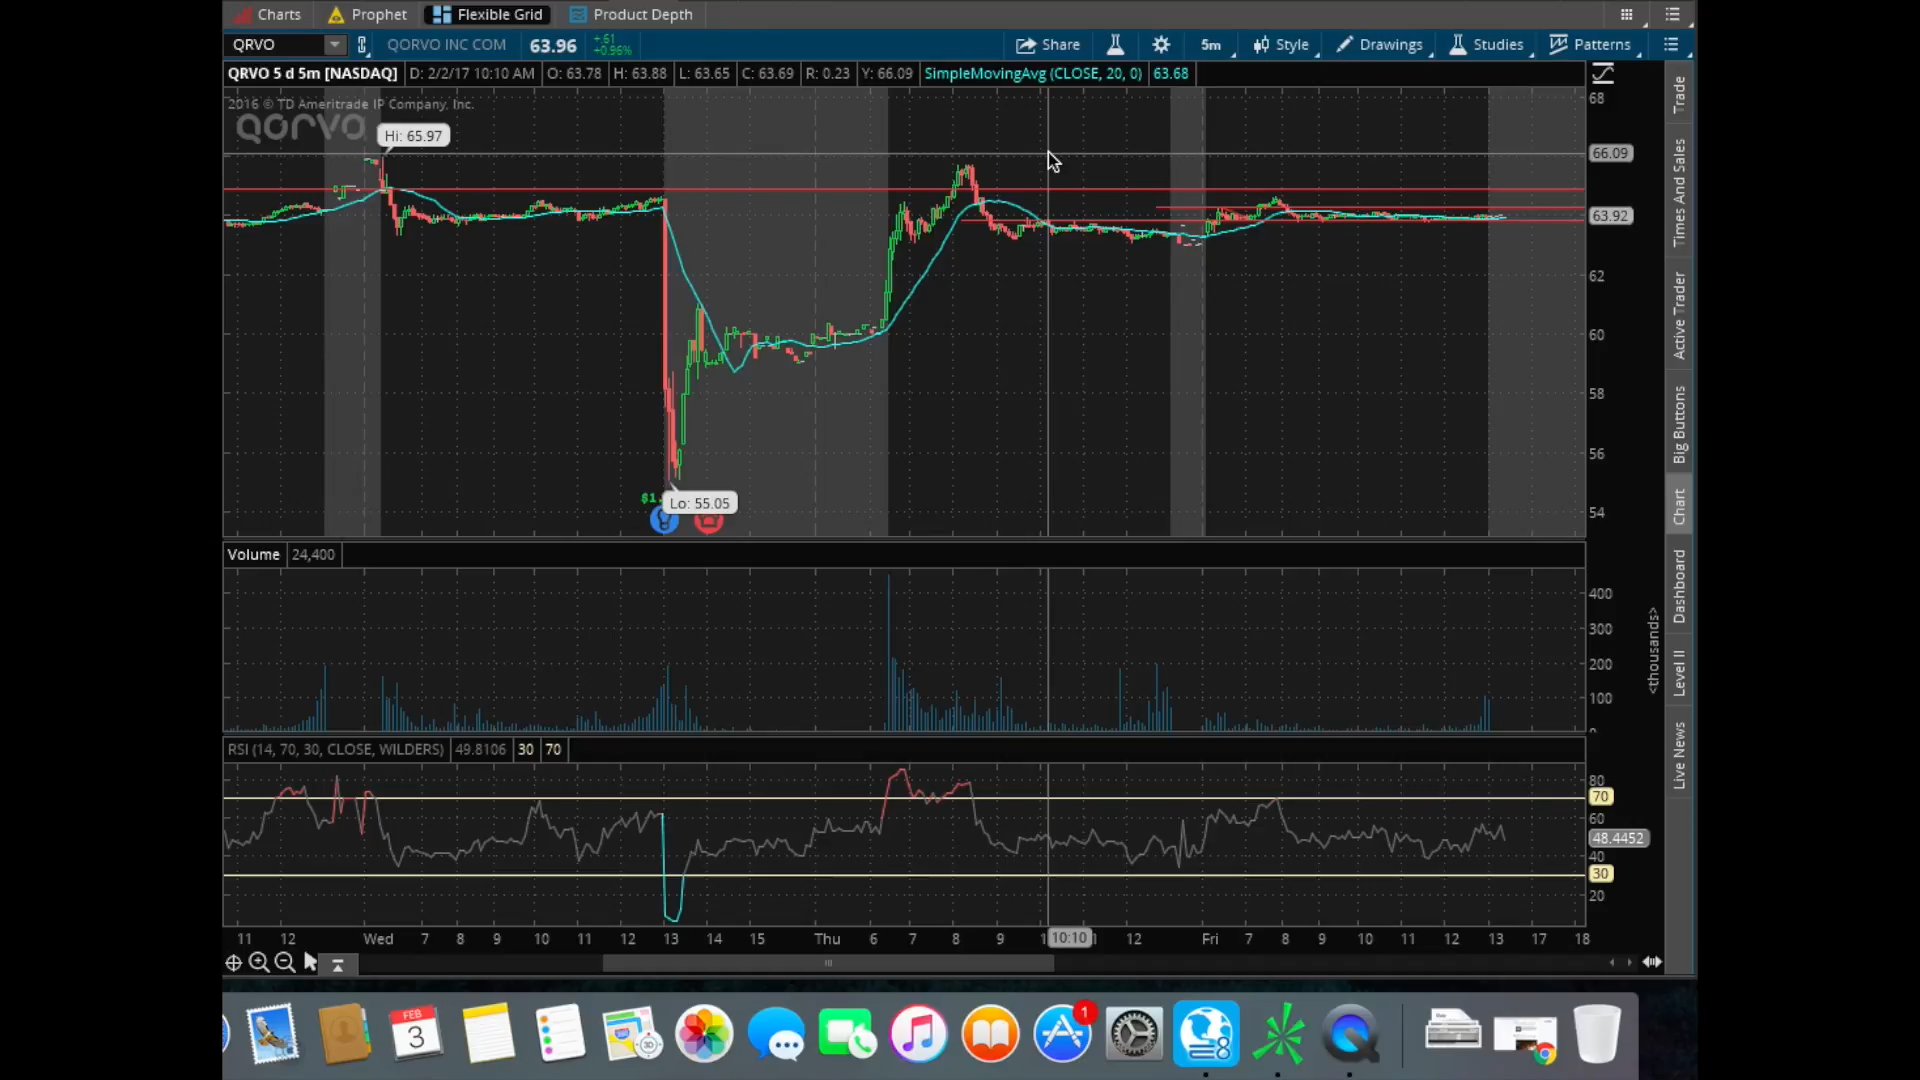 Charts Prophet Flexible Grid Product Depth
QRVO QORVO INC COM 63.96 +.61 +0.96% Share 5m Style Drawings Studies Patterns
QRVO 5 d 5m [NASDAQ] D: 2/2/17 10:10 AM O: 63.78 H: 63.88 L: 63.65 C: 63.69 R: 0.23 Y: 66.09 SimpleMovingAvg (CLOSE, 20, 0) 63.68
2016 © TD Ameritrade IP Company, Inc.
QORVO
Hi: 65.97
Lo: 55.05
$1.
68
66.09
63.92
62
60
58
56
54
Volume 24,400
400
300
200
100
<thousands>
RSI (14, 70, 30, CLOSE, WILDERS) 49.8106 30 70
80
70
60
48.4452
40
30
20
11 12 Wed 7 8 9 10 11 12 13 14 15 Thu 6 7 8 9 10:10 12 Fri 7 8 9 10 11 12 13 17 18
Trade
Times And Sales
Active Trader
Big Buttons
Chart
Dashboard
Level II
Live News
FEB
3
1